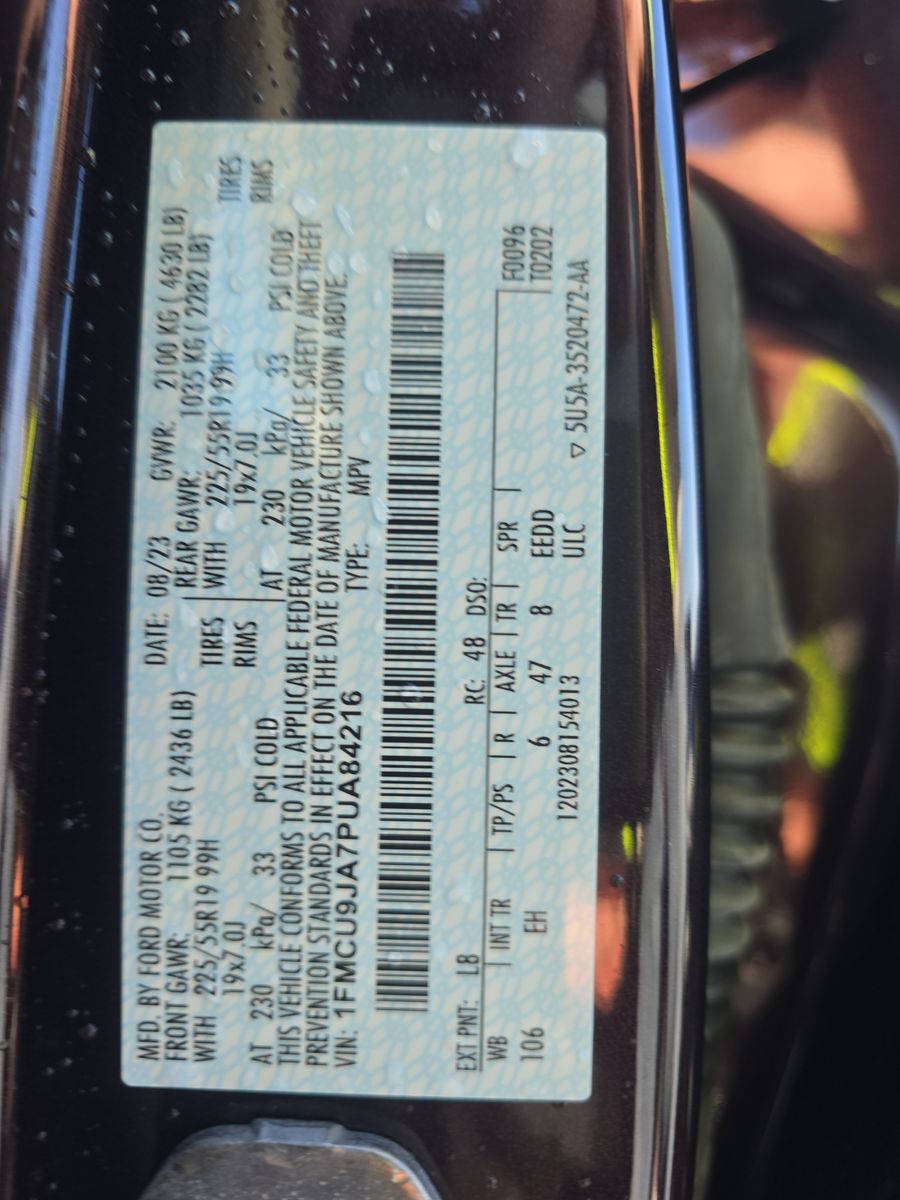 MFD. BY FORD MOTOR CO. DATE: 08/23 GVWR: 2100 KG ( 4630 LB)
FRONT GAWR: 1105 KG ( 2436 LB) REAR GAWR: 1035 KG ( 2282 LB)
WITH 225/55R19 99H TIRES WITH 225/55R19 99H TIRES
19x7.0J RIMS 19x7.0J RIMS
AT 230 kPa/ 33 PSI COLD AT 230 kPa/ 33 PSI COLD
THIS VEHICLE CONFORMS TO ALL APPLICABLE FEDERAL MOTOR VEHICLE SAFETY AND THEFT
PREVENTION STANDARDS IN EFFECT ON THE DATE OF MANUFACTURE SHOWN ABOVE.
VIN: 1FMCU9JA7PUA84216 TYPE: MPV
EXT PNT: L8 RC: 48 DSO: F0096
WB INT TR TP/PS R AXLE TR SPR T0202
106 EH 6 47 8 EEDD
1202308154013 ULC ▽ 5U5A-3520472-AA